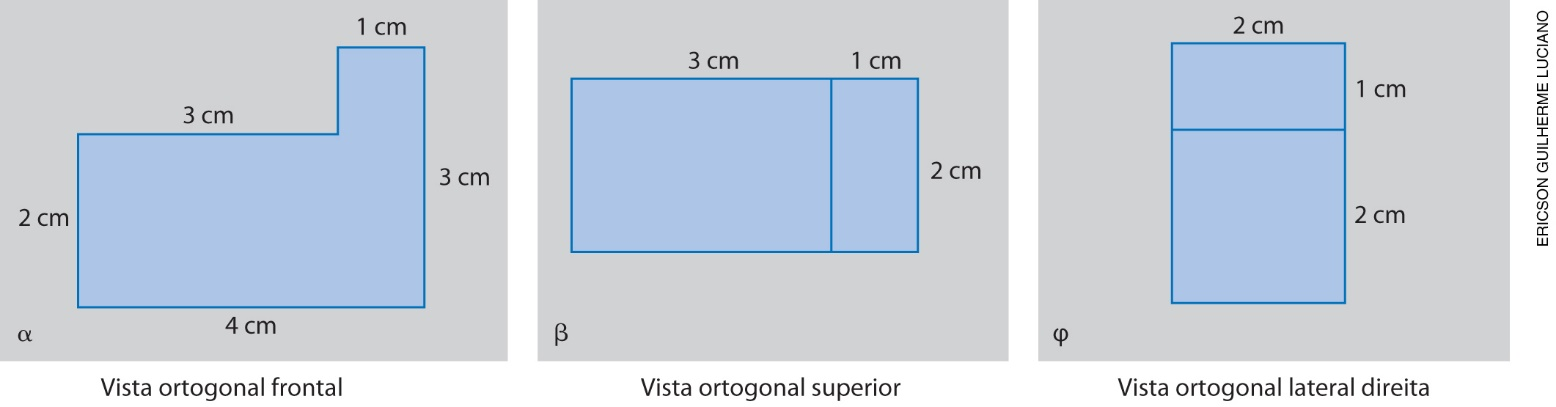 1 cm
3 cm
3 cm
2 cm
4 cm
α
Vista ortogonal frontal
3 cm
1 cm
2 cm
β
Vista ortogonal superior
2 cm
1 cm
2 cm
φ
Vista ortogonal lateral direita
ERICSON GUILHERME LUCIANO